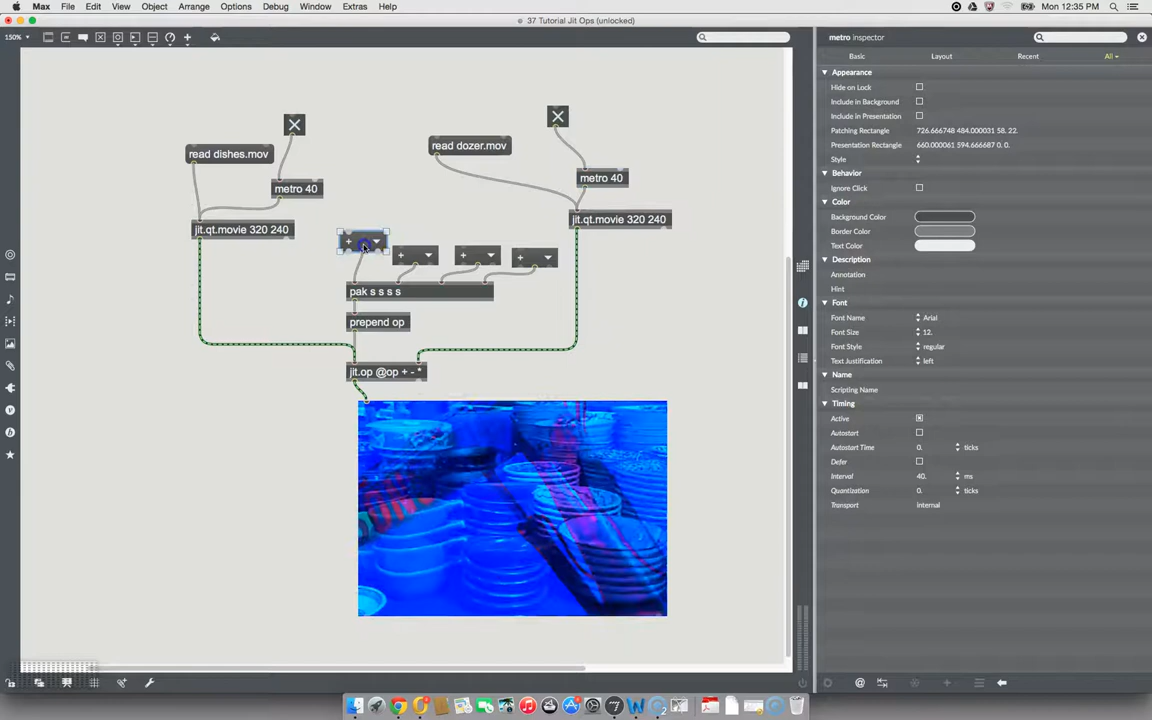 Max File Edit View Object Arrange Options Debug Window Extras Help
Mon 12:35 PM
37 Tutorial Jit Ops (unlocked)
150%
metro inspector
Basic Layout Recent All
read dishes.mov
metro 40
jit.qt.movie 320 240
read dozer.mov
metro 40
jit.qt.movie 320 240
+
+
+
+
pak s s s s
prepend op
jit.op @op + - *
Appearance
Hide on Lock
Include in Background
Include in Presentation
Patching Rectangle 726.666748 484.000031 58. 22.
Presentation Rectangle 660.000061 594.666687 0. 0.
Style
Behavior
Ignore Click
Color
Background Color
Border Color
Text Color
Description
Annotation
Hint
Font
Font Name Arial
Font Size 12.
Font Style regular
Text Justification left
Name
Scripting Name
Timing
Active
Autostart
Autostart Time 0. ticks
Defer
Interval 40. ms
Quantization 0. ticks
Transport internal